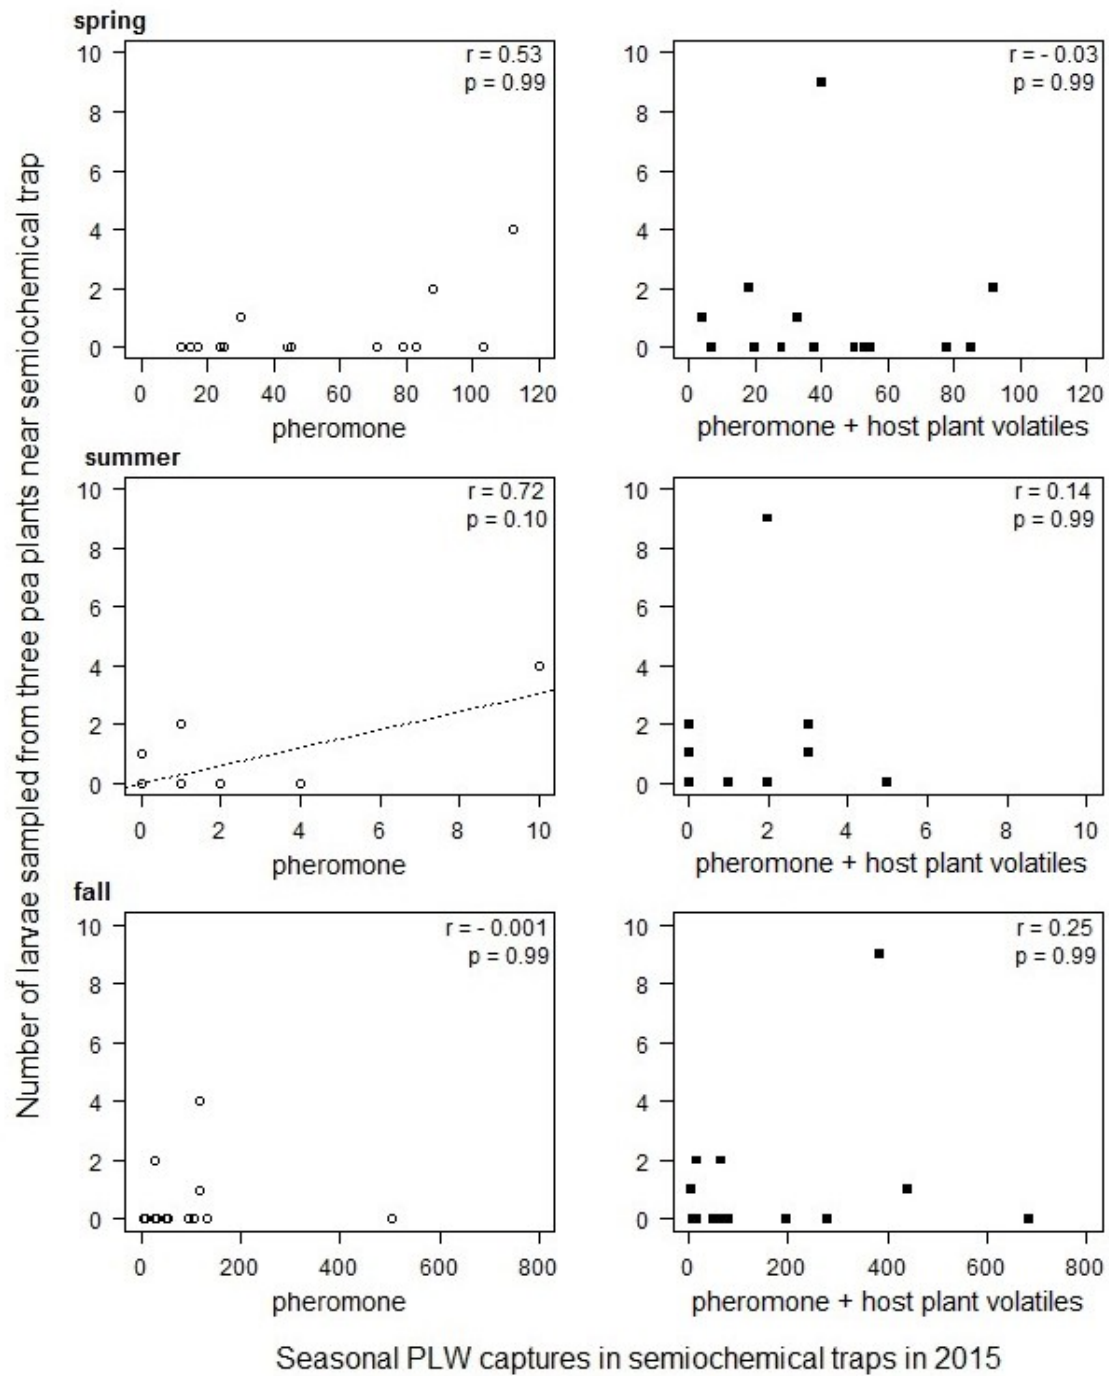 Number of larvae sampled from three pea plants near semiochemical trap
spring
10
8
6
4
2
0
r = 0.53
p = 0.99
0 20 40 60 80 100 120
pheromone
10
8
6
4
2
0
r = - 0.03
p = 0.99
0 20 40 60 80 100 120
pheromone + host plant volatiles
summer
10
8
6
4
2
0
r = 0.72
p = 0.10
0 2 4 6 8 10
pheromone
10
8
6
4
2
0
r = 0.14
p = 0.99
0 2 4 6 8 10
pheromone + host plant volatiles
fall
10
8
6
4
2
0
r = - 0.001
p = 0.99
0 200 400 600 800
pheromone
10
8
6
4
2
0
r = 0.25
p = 0.99
0 200 400 600 800
pheromone + host plant volatiles
Seasonal PLW captures in semiochemical traps in 2015